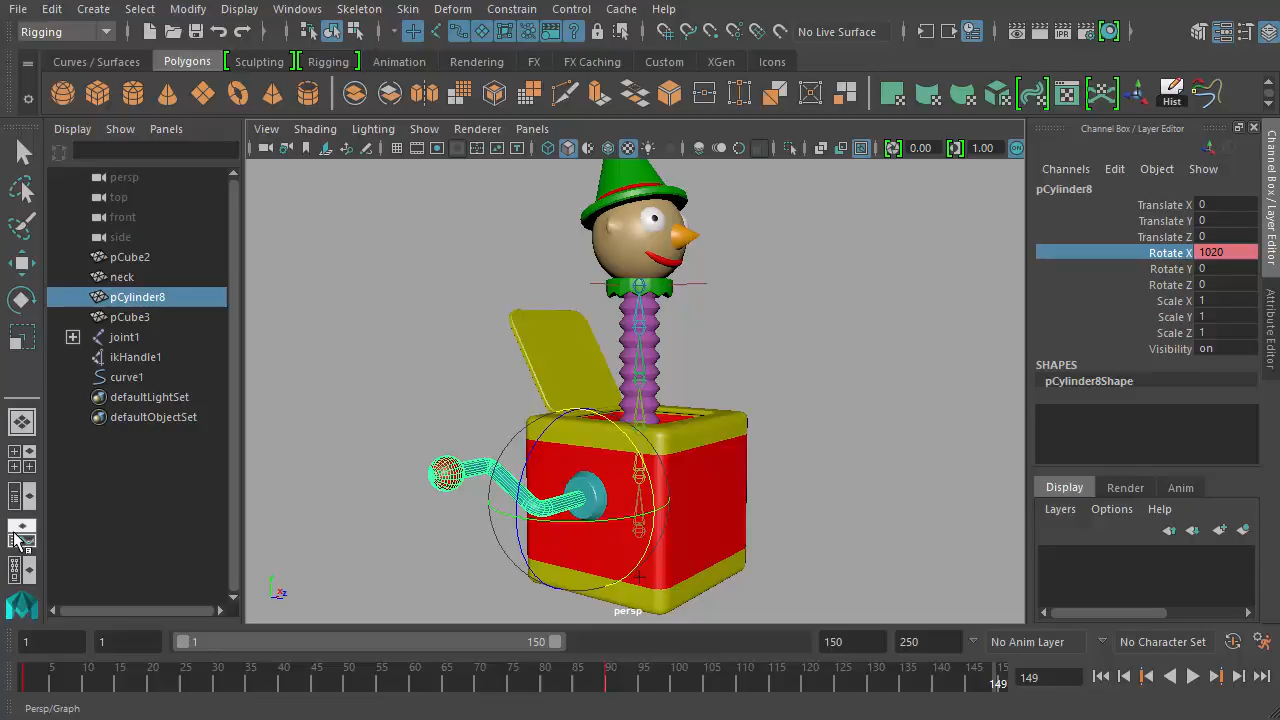 File Edit Create Select Modify Display Windows Skeleton Skin Deform Constrain Control Cache Help
Rigging No Live Surface
Curves / Surfaces Polygons Sculpting Rigging Animation Rendering FX FX Caching Custom XGen Icons
Hist
Display Show Panels
View Shading Lighting Show Renderer Panels
0.00 1.00
persp
top
front
side
pCube2
neck
pCylinder8
pCube3
joint1
ikHandle1
curve1
defaultLightSet
defaultObjectSet
persp
Channel Box / Layer Editor
Channels Edit Object Show
pCylinder8
Translate X 0
Translate Y 0
Translate Z 0
Rotate X 1020
Rotate Y 0
Rotate Z 0
Scale X 1
Scale Y 1
Scale Z 1
Visibility on
SHAPES
pCylinder8Shape
Display Render Anim
Layers Options Help
Channel Box / Layer Editor
Attribute Editor
1 1 1 150 150 250 No Anim Layer No Character Set
5 10 15 20 25 30 35 40 45 50 55 60 65 70 75 80 85 90 95 100 105 110 115 120 125 130 135 140 145 15
149 149
Persp/Graph